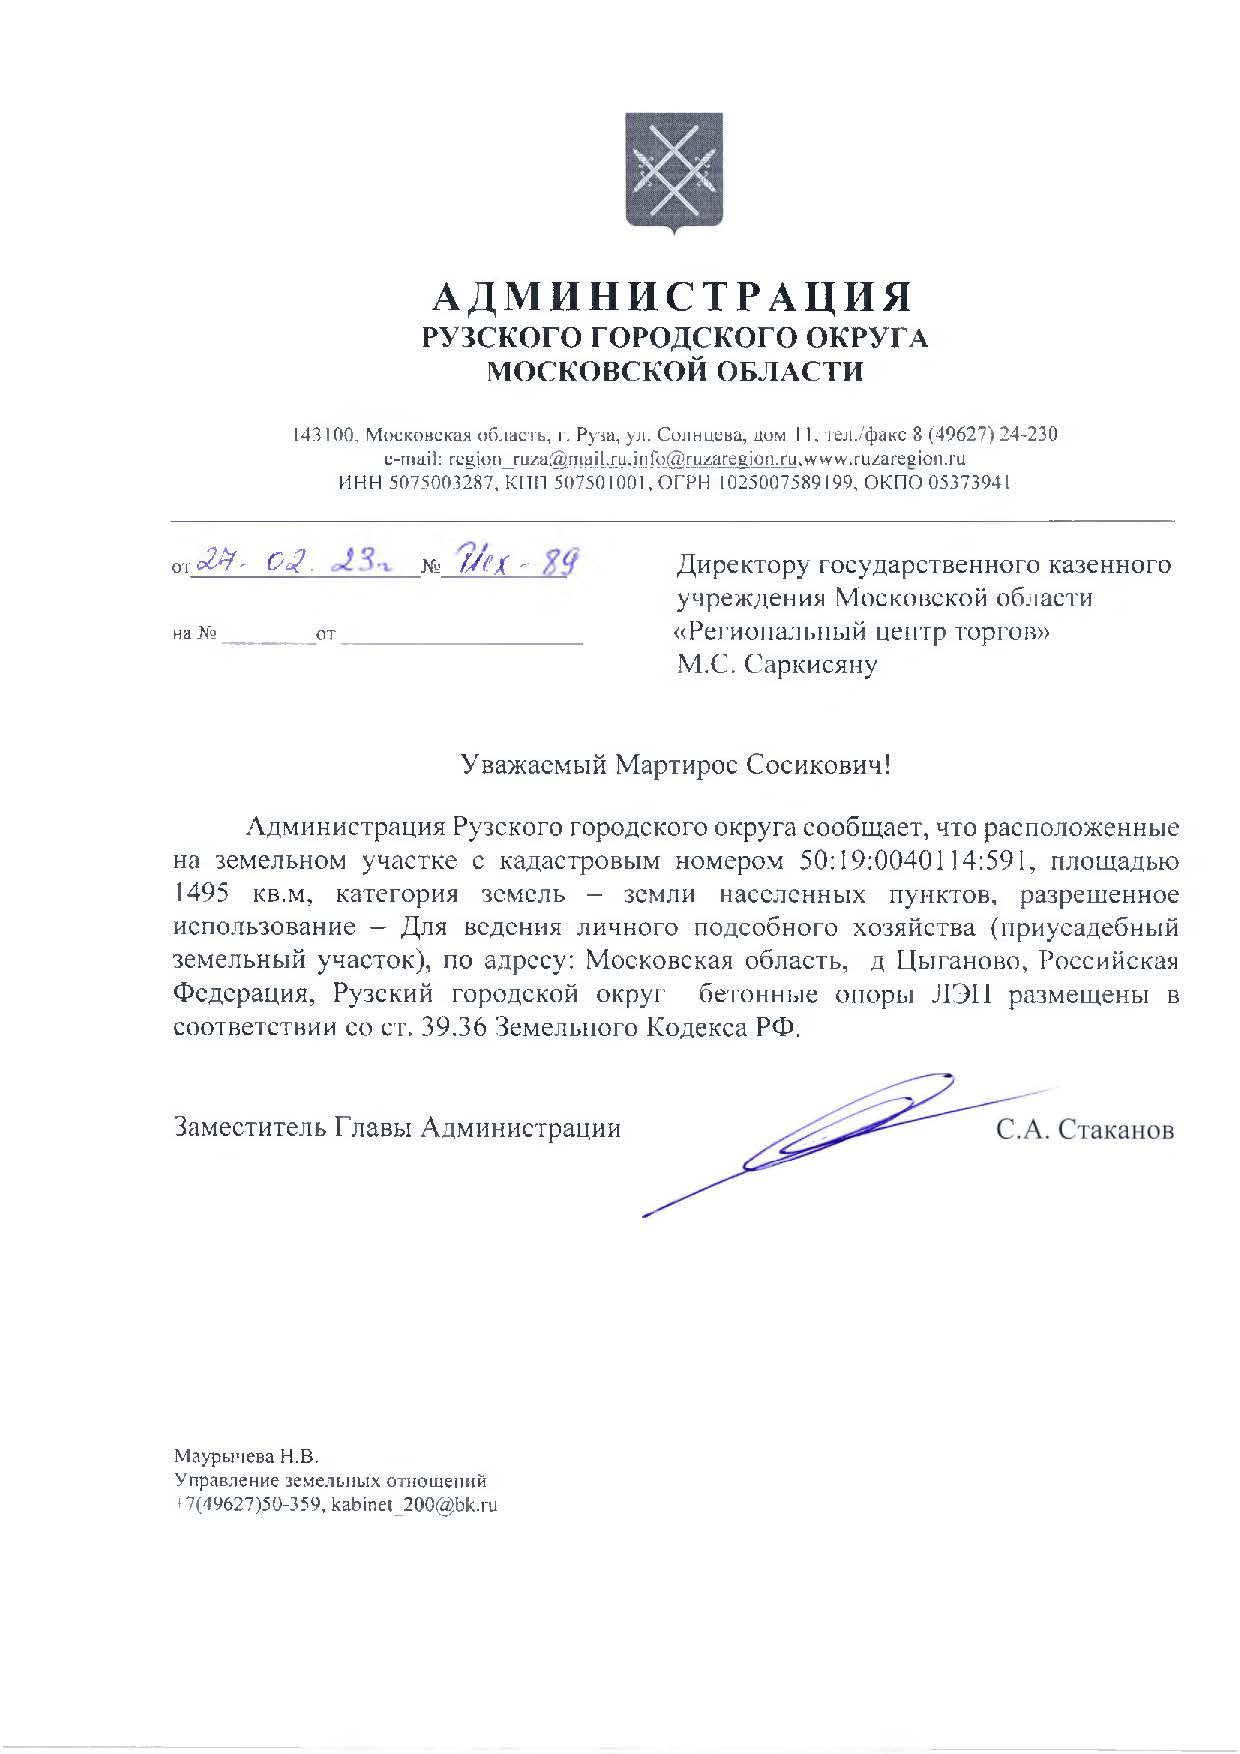 АДМИНИСТРАЦИЯ
РУЗСКОГО ГОРОДСКОГО ОКРУГА
МОСКОВСКОЙ ОБЛАСТИ
143100, Московская область, г. Руза, ул. Солнцева, дом 11, тел./факс 8 (49627) 24-230
e-mail: region_ruza@mail.ru,info@ruzaregion.ru,www.ruzaregion.ru
ИНН 5075003287, КПП 507501001, ОГРН 1025007589199, ОКПО 05373941
от 27. 02. 23г № Исх - 89
на № от
Директору государственного казенного
учреждения Московской области
«Региональный центр торгов»
М.С. Саркисяну
Уважаемый Мартирос Сосикович!
Администрация Рузского городского округа сообщает, что расположенные
на земельном участке с кадастровым номером 50:19:0040114:591, площадью
1495 кв.м, категория земель – земли населенных пунктов, разрешенное
использование – Для ведения личного подсобного хозяйства (приусадебный
земельный участок), по адресу: Московская область, д Цыганово, Российская
Федерация, Рузский городской округ бетонные опоры ЛЭП размещены в
соответствии со ст. 39.36 Земельного Кодекса РФ.
Заместитель Главы Администрации С.А. Стаканов
Маурычева Н.В.
Управление земельных отношений
+7(49627)50-359, kabinet_200@bk.ru